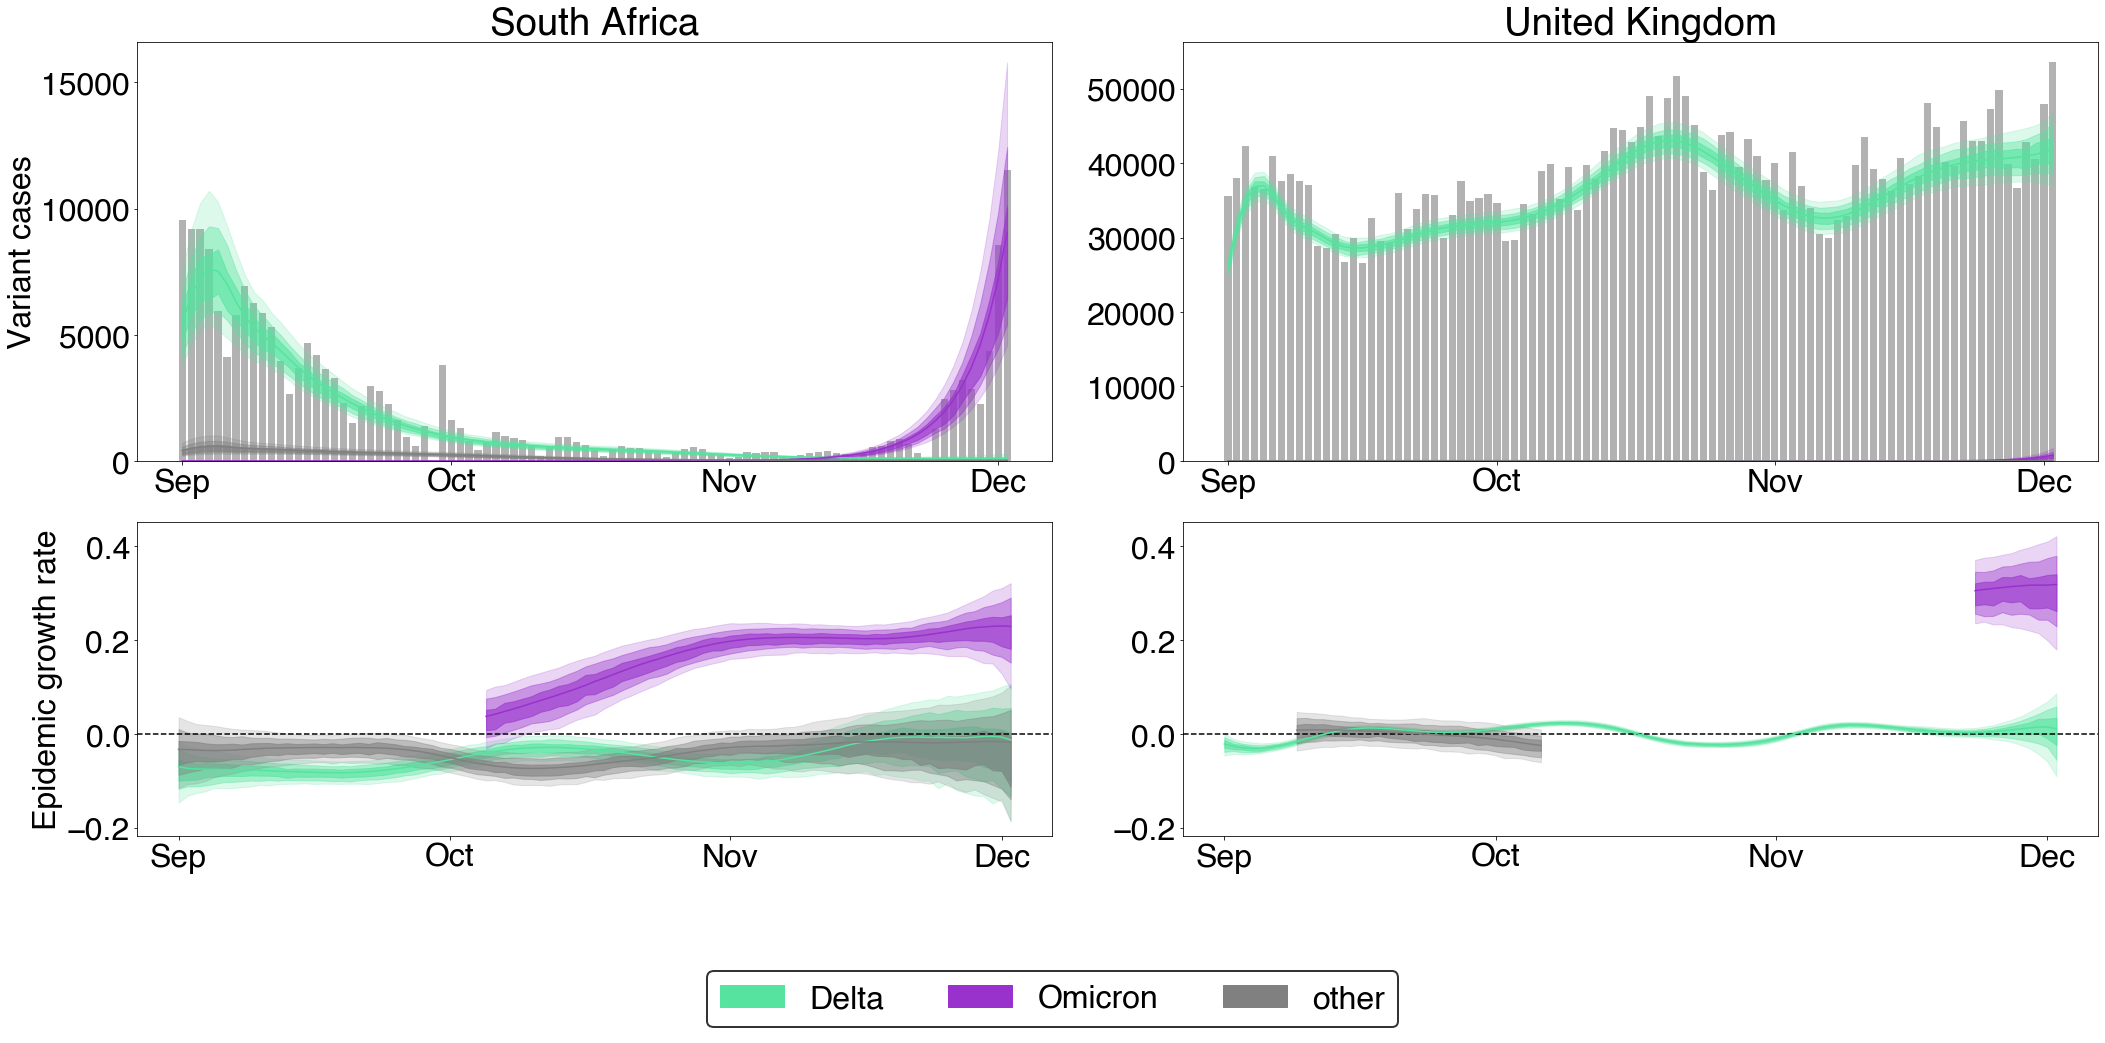 South Africa
United Kingdom
Variant cases
15000
10000
5000
0
Sep Oct Nov Dec
50000
40000
30000
20000
10000
0
Sep Oct Nov Dec
Epidemic growth rate
0.4
0.2
0.0
−0.2
Sep Oct Nov Dec
0.4
0.2
0.0
−0.2
Sep Oct Nov Dec
Delta Omicron other